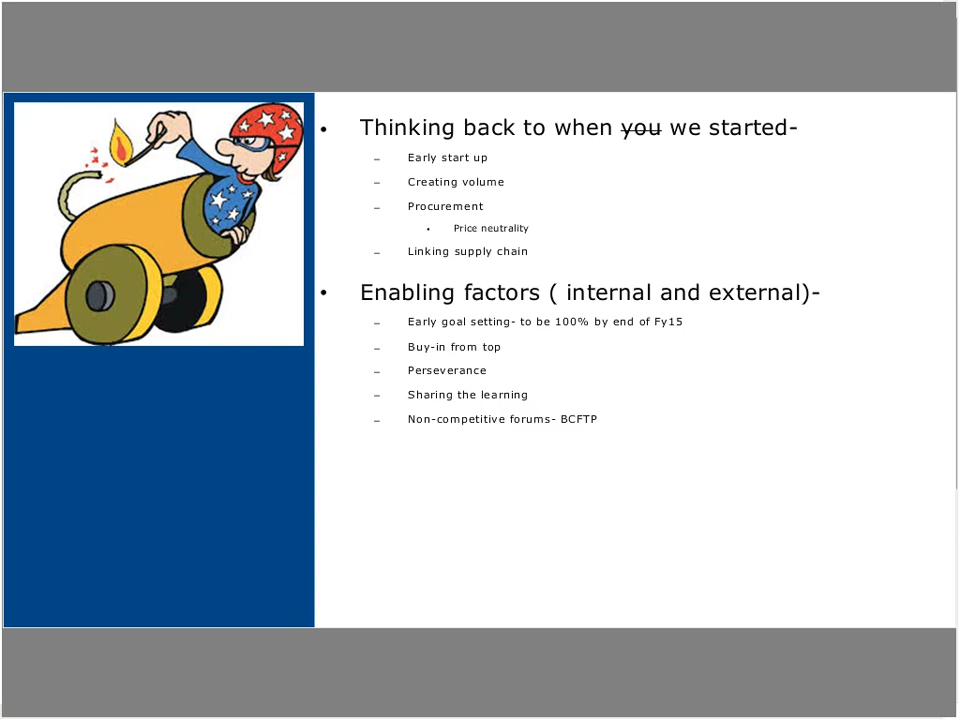 • Thinking back to when you we started-
– Early start up
– Creating volume
– Procurement
• Price neutrality
– Linking supply chain
• Enabling factors ( internal and external)-
– Early goal setting- to be 100% by end of Fy15
– Buy-in from top
– Perseverance
– Sharing the learning
– Non-competitive forums- BCFTP